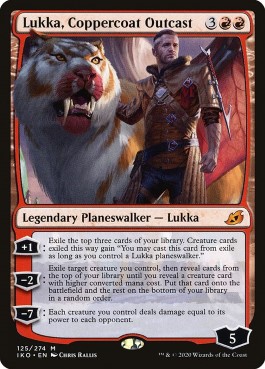 Lukka, Coppercoat Outcast 3
Legendary Planeswalker — Lukka
+1: Exile the top three cards of your library. Creature cards
exiled this way gain "You may cast this card from exile
as long as you control a Lukka planeswalker."
−2: Exile target creature you control, then reveal cards from
the top of your library until you reveal a creature card
with higher converted mana cost. Put that card onto the
battlefield and the rest on the bottom of your library
in a random order.
−7: Each creature you control deals damage equal to its
power to each opponent.
5
125/274 M
IKO • EN Chris Rallis
™ & © 2020 Wizards of the Coast